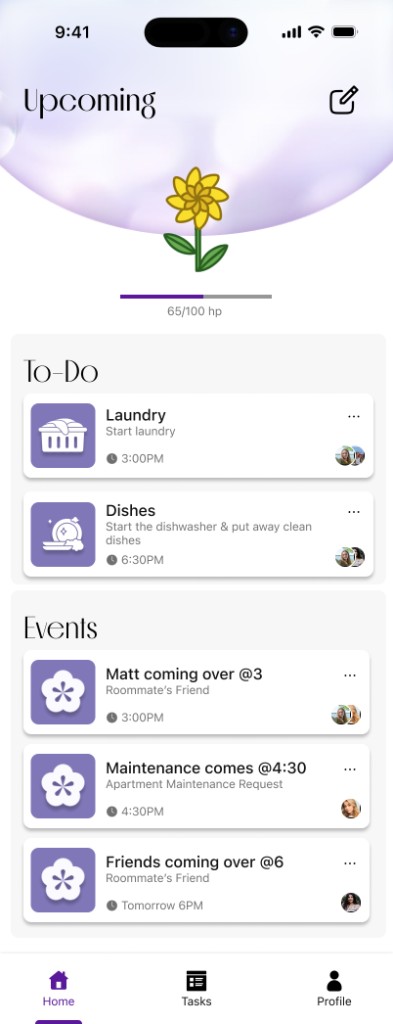 9:41
Upcoming
65/100 hp
To-Do
Laundry
...
Start laundry
3:00PM
Dishes
...
Start the dishwasher & put away clean
dishes
6:30PM
Events
Matt coming over @3
...
Roommate's Friend
3:00PM
Maintenance comes @4:30
...
Apartment Maintenance Request
4:30PM
Friends coming over @6
...
Roommate's Friend
Tomorrow 6PM
Home
Tasks
Profile